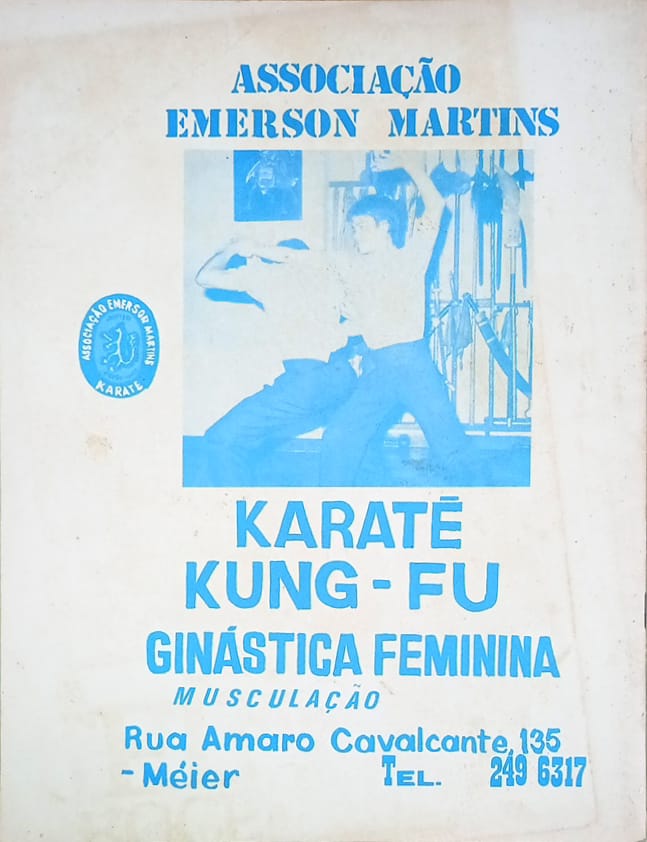 ASSOCIAÇÃO
EMERSON MARTINS
ASSOCIAÇÃO EMERSON MARTINS
KARATE
KARATĒ
KUNG-FU
GINÁSTICA FEMININA
MUSCULAÇÃO
Rua Amaro Cavalcante, 135
- Méier TEL. 249 6317